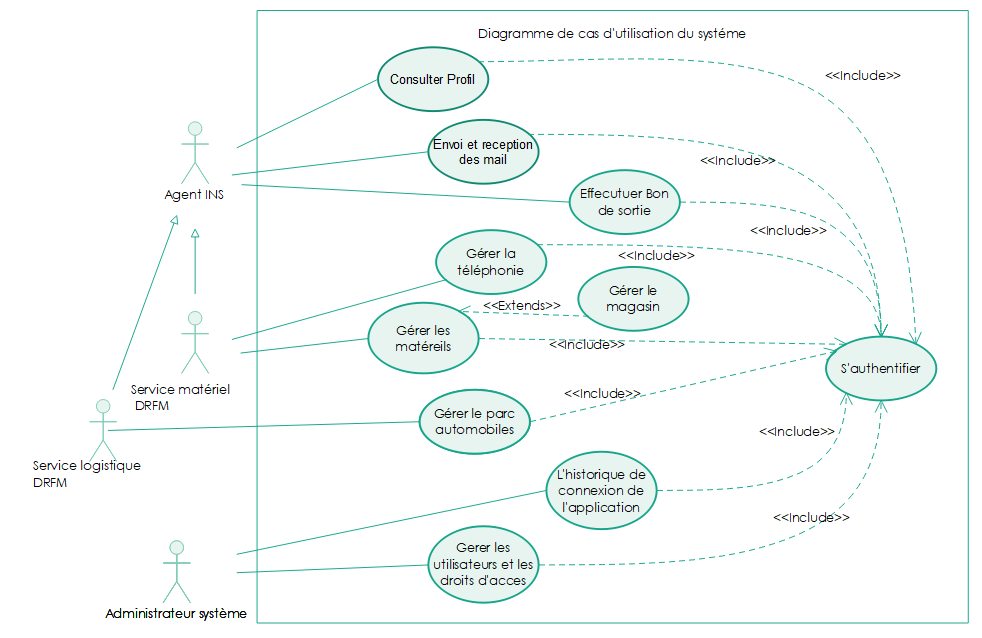 Diagramme de cas d'utilisation du systéme
Consulter Profil
<<Include>>
Envoi et reception
des mail
<<Include>>
Agent INS
Effecutuer Bon
de sortie
<<Include>>
Gérer la
téléphonie
<<Include>>
Gérer le
magasin
<<Extends>>
Gérer les
matéreils
<<Include>>
S'authentifier
Service matériel
DRFM
<<Include>>
Gérer le parc
automobiles
<<Include>>
Service logistique
DRFM
L'historique de
connexion de
l'application
<<Include>>
Gerer les
utilisateurs et les
droits d'acces
Administrateur système